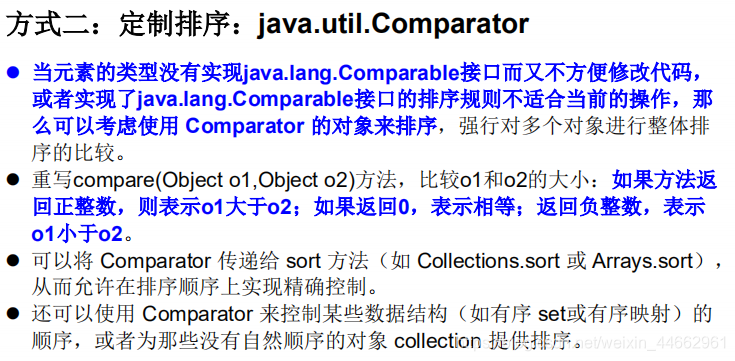 方式二：定制排序：java.util.Comparator
● 当元素的类型没有实现java.lang.Comparable接口而又不方便修改代码，
或者实现了java.lang.Comparable接口的排序规则不适合当前的操作，那
么可以考虑使用 Comparator 的对象来排序，强行对多个对象进行整体排
序的比较。
● 重写compare(Object o1,Object o2)方法，比较o1和o2的大小：如果方法返
回正整数，则表示o1大于o2；如果返回0，表示相等；返回负整数，表示
o1小于o2。
● 可以将 Comparator 传递给 sort 方法（如 Collections.sort 或 Arrays.sort），
从而允许在排序顺序上实现精确控制。
● 还可以使用 Comparator 来控制某些数据结构（如有序 set或有序映射）的
顺序，或者为那些没有自然顺序的对象 collection 提供排序。
net/weixin_44662961